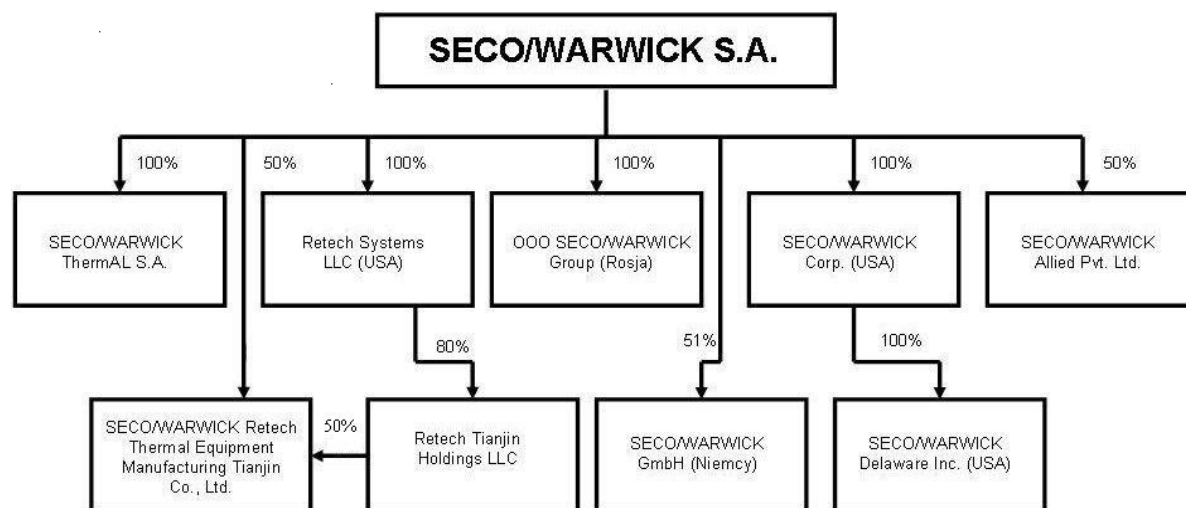 SECO/WARWICK S.A.
100%
50%
100%
100%
100%
50%
SECO/WARWICK
ThermAL S.A.
Retech Systems
LLC (USA)
OOO SECO/WARWICK
Group (Rosja)
SECO/WARWICK
Corp. (USA)
SECO/WARWICK
Allied Pvt. Ltd.
80%
51%
100%
SECO/WARWICK Retech
Thermal Equipment
Manufacturing Tianjin
Co., Ltd.
50%
Retech Tianjin
Holdings LLC
SECO/WARWICK
GmbH (Niemcy)
SECO/WARWICK
Delaware Inc. (USA)